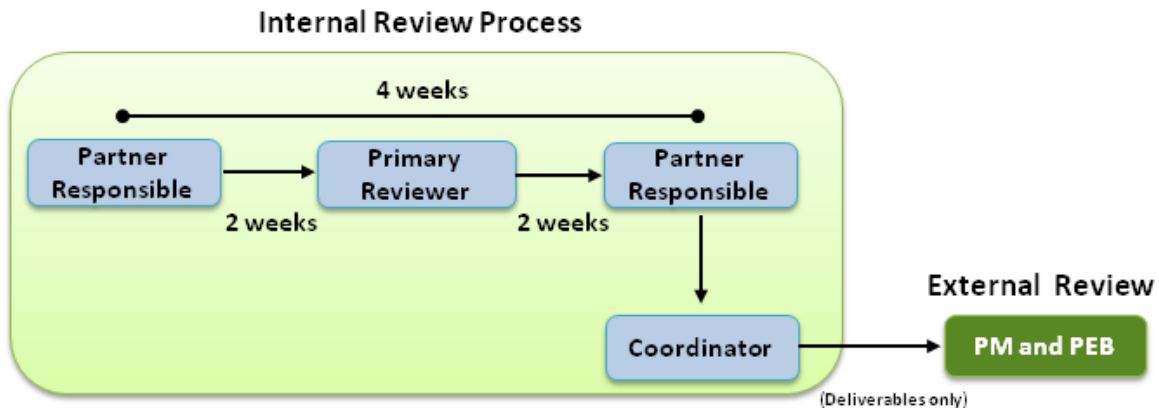 Internal Review Process
4 weeks
Partner
Responsible
Primary
Reviewer
Partner
Responsible
2 weeks
2 weeks
External Review
Coordinator
PM and PEB
(Deliverables only)